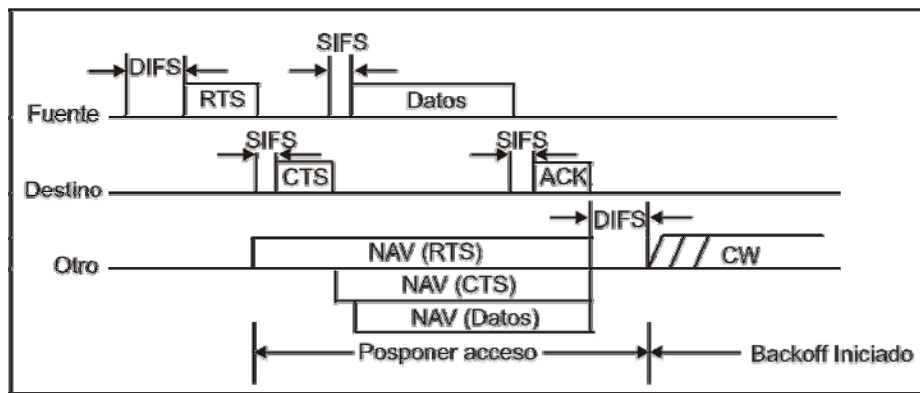 SIFS
DIFS
RTS
Datos
Fuente
SIFS
SIFS
CTS
ACK
Destino
DIFS
NAV (RTS)
CW
Otro
NAV (CTS)
NAV (Datos)
Posponer acceso
Backoff Iniciado